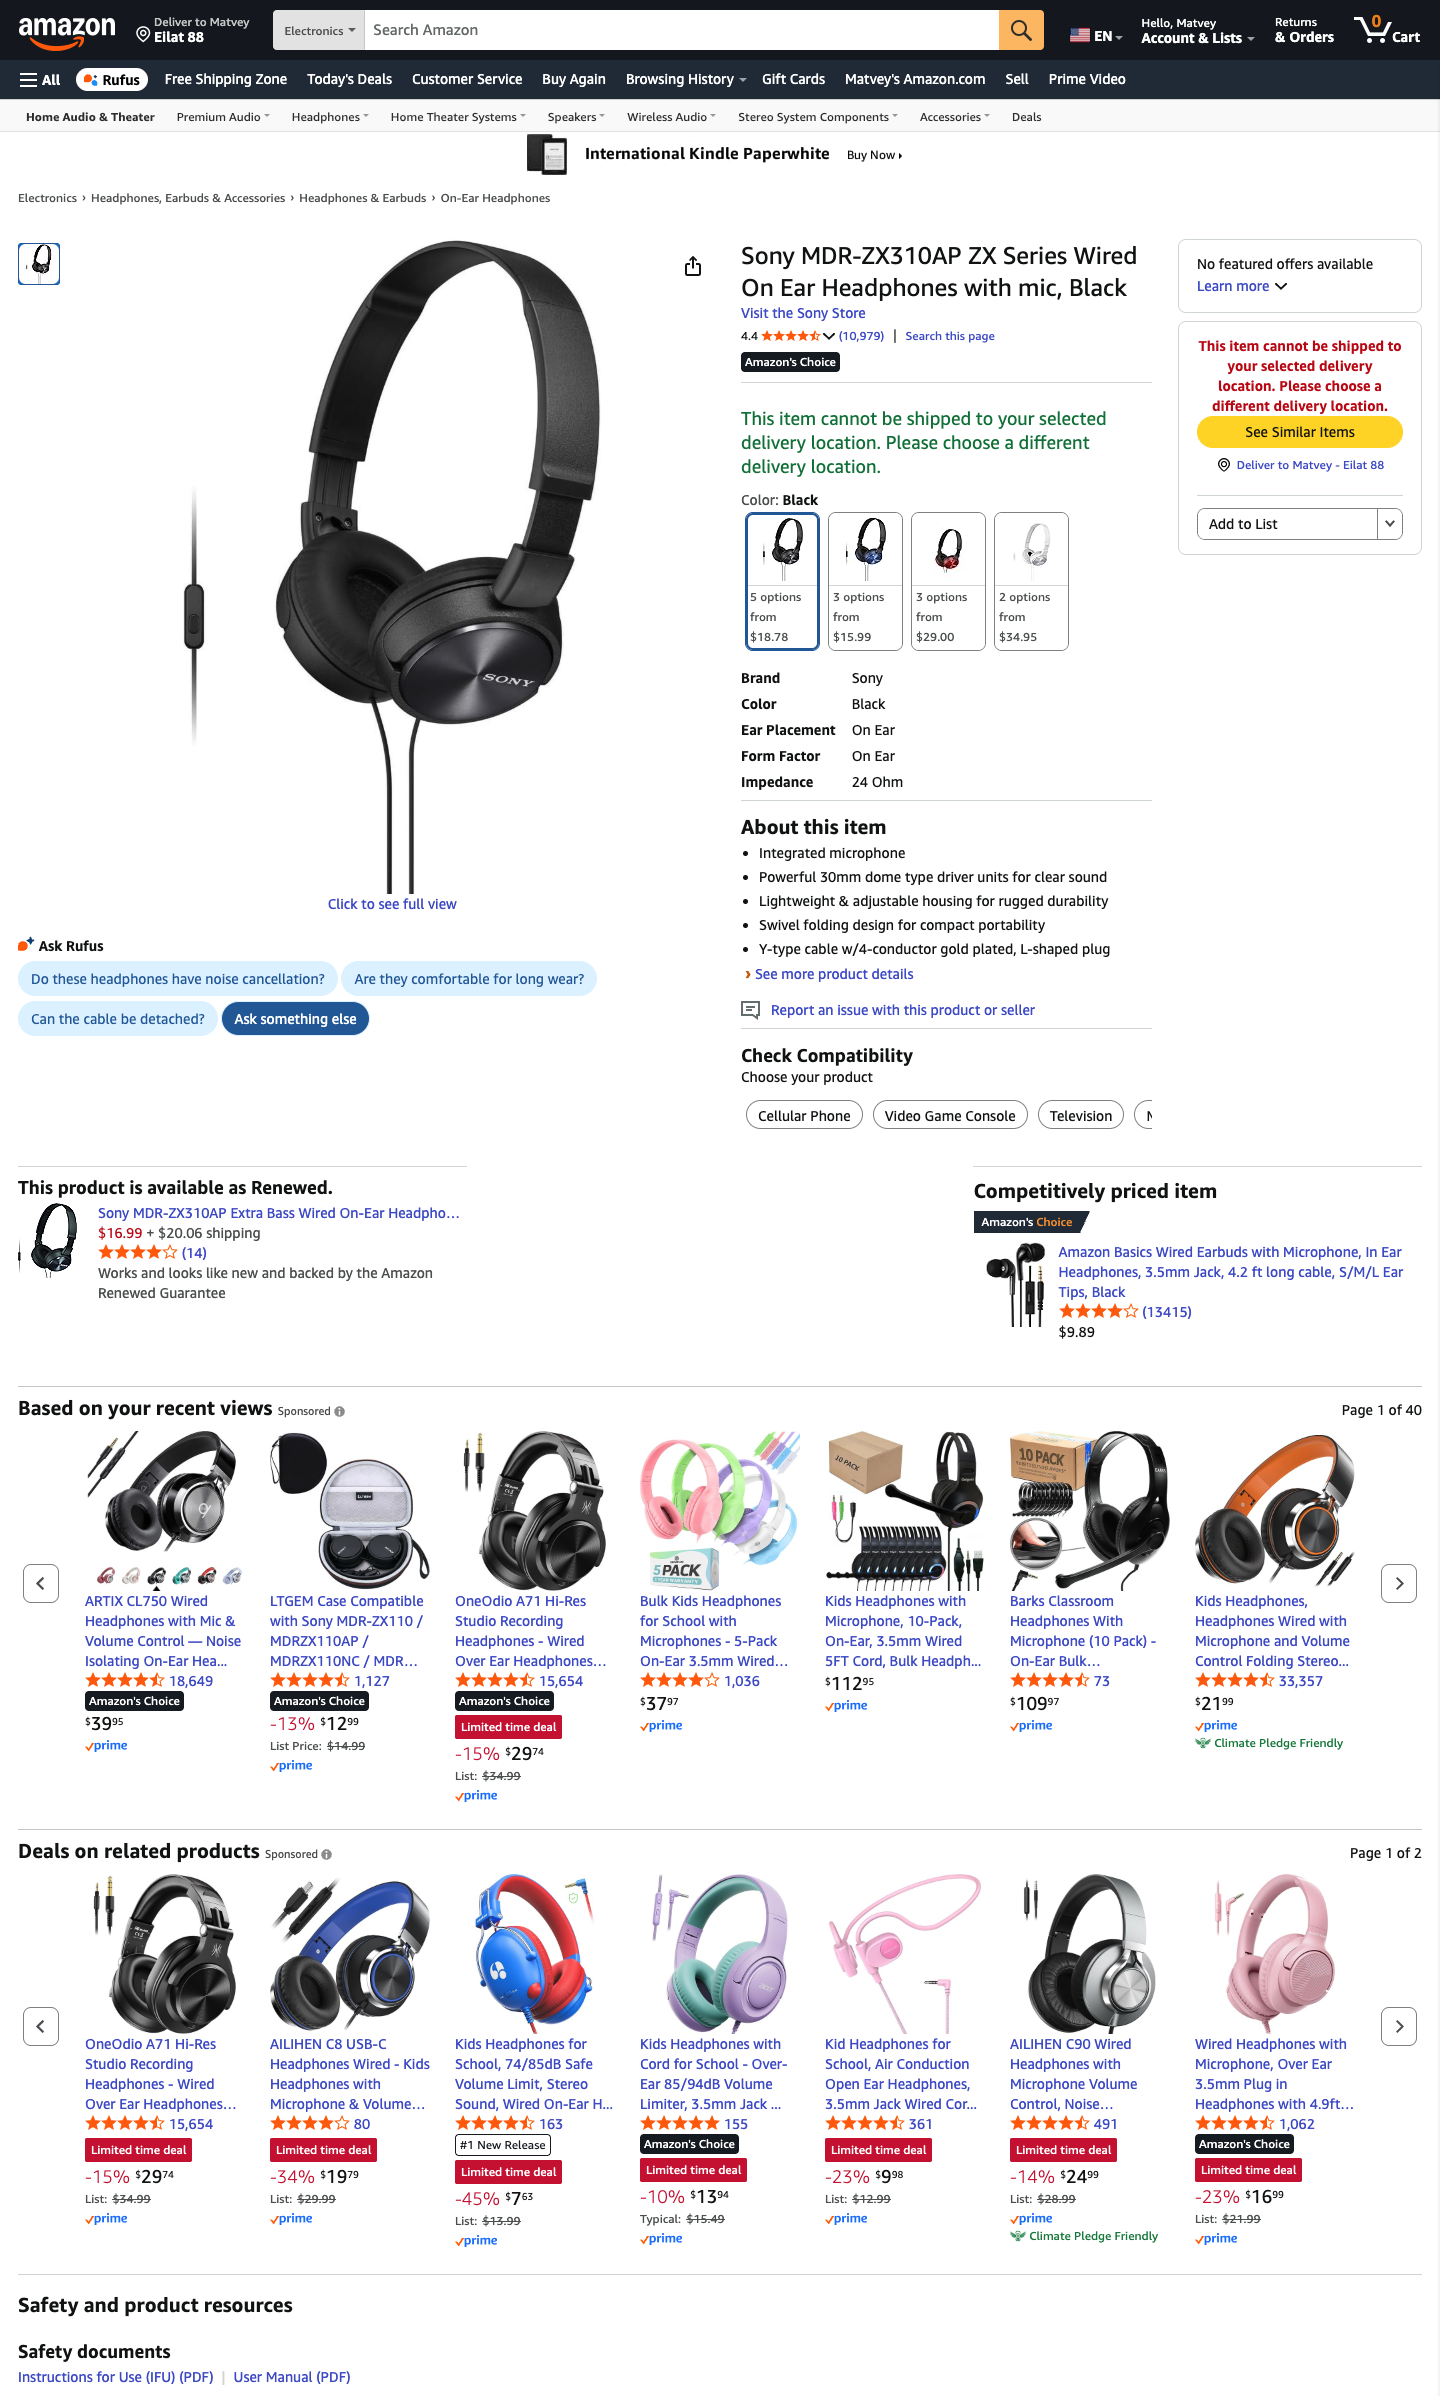 amazon
Deliver to Matvey
Eilat 88
Electronics
Search Amazon
EN
Hello, Matvey
Account & Lists
Returns
& Orders
0
Cart
All
Rufus
Free Shipping Zone
Today's Deals
Customer Service
Buy Again
Browsing History
Gift Cards
Matvey's Amazon.com
Sell
Prime Video
Home Audio & Theater
Premium Audio
Headphones
Home Theater Systems
Speakers
Wireless Audio
Stereo System Components
Accessories
Deals
International Kindle Paperwhite
Buy Now
Electronics › Headphones, Earbuds & Accessories › Headphones & Earbuds › On-Ear Headphones
SONY
Click to see full view
Ask Rufus
Do these headphones have noise cancellation?
Are they comfortable for long wear?
Can the cable be detached?
Ask something else
Sony MDR-ZX310AP ZX Series Wired
On Ear Headphones with mic, Black
Visit the Sony Store
4.4
(10,979)
|
Search this page
Amazon's Choice
This item cannot be shipped to your selected
delivery location. Please choose a different
delivery location.
Color: Black
5 options
from
$18.78
3 options
from
$15.99
3 options
from
$29.00
2 options
from
$34.95
Brand
Sony
Color
Black
Ear Placement
On Ear
Form Factor
On Ear
Impedance
24 Ohm
About this item
• Integrated microphone
• Powerful 30mm dome type driver units for clear sound
• Lightweight & adjustable housing for rugged durability
• Swivel folding design for compact portability
• Y-type cable w/4-conductor gold plated, L-shaped plug
› See more product details
Report an issue with this product or seller
Check Compatibility
Choose your product
Cellular Phone
Video Game Console
Television
No featured offers available
Learn more
This item cannot be shipped to
your selected delivery
location. Please choose a
different delivery location.
See Similar Items
Deliver to Matvey - Eilat 88
Add to List
This product is available as Renewed.
Sony MDR-ZX310AP Extra Bass Wired On-Ear Headpho...
$16.99 + $20.06 shipping
(14)
Works and looks like new and backed by the Amazon
Renewed Guarantee
Competitively priced item
Amazon's Choice
Amazon Basics Wired Earbuds with Microphone, In Ear
Headphones, 3.5mm Jack, 4.2 ft long cable, S/M/L Ear
Tips, Black
(13415)
$9.89
Based on your recent views
Sponsored
Page 1 of 40
ARTIX CL750 Wired
Headphones with Mic &
Volume Control — Noise
Isolating On-Ear Hea...
18,649
Amazon's Choice
$39 95
prime
LTGEM Case Compatible
with Sony MDR-ZX110 /
MDRZX110AP /
MDRZX110NC / MDR...
1,127
Amazon's Choice
-13% $12 99
List Price: $14.99
prime
OneOdio A71 Hi-Res
Studio Recording
Headphones - Wired
Over Ear Headphones...
15,654
Amazon's Choice
Limited time deal
-15% $29 74
List: $34.99
prime
5 PACK
Bulk Kids Headphones
for School with
Microphones - 5-Pack
On-Ear 3.5mm Wired...
1,036
$37 97
prime
10 PACK
Kids Headphones with
Microphone, 10-Pack,
On-Ear, 3.5mm Wired
5FT Cord, Bulk Headph...
$112 95
prime
10 PACK
Barks Classroom
Headphones With
Microphone (10 Pack) -
On-Ear Bulk...
73
$109 97
prime
Kids Headphones,
Headphones Wired with
Microphone and Volume
Control Folding Stereo...
33,357
$21 99
prime
Climate Pledge Friendly
Deals on related products
Sponsored
Page 1 of 2
OneOdio A71 Hi-Res
Studio Recording
Headphones - Wired
Over Ear Headphones...
15,654
Limited time deal
-15% $29 74
List: $34.99
prime
AILIHEN C8 USB-C
Headphones Wired - Kids
Headphones with
Microphone & Volume...
80
Limited time deal
-34% $19 79
List: $29.99
prime
Kids Headphones for
School, 74/85dB Safe
Volume Limit, Stereo
Sound, Wired On-Ear H...
163
#1 New Release
Limited time deal
-45% $7 63
List: $13.99
prime
Kids Headphones with
Cord for School - Over-
Ear 85/94dB Volume
Limiter, 3.5mm Jack ...
155
Amazon's Choice
Limited time deal
-10% $13 94
Typical: $15.49
prime
Kid Headphones for
School, Air Conduction
Open Ear Headphones,
3.5mm Jack Wired Cor...
361
Limited time deal
-23% $9 98
List: $12.99
prime
AILIHEN C90 Wired
Headphones with
Microphone Volume
Control, Noise...
491
Limited time deal
-14% $24 99
List: $28.99
prime
Climate Pledge Friendly
Wired Headphones with
Microphone, Over Ear
3.5mm Plug in
Headphones with 4.9ft...
1,062
Amazon's Choice
Limited time deal
-23% $16 99
List: $21.99
prime
Safety and product resources
Safety documents
Instructions for Use (IFU) (PDF) | User Manual (PDF)